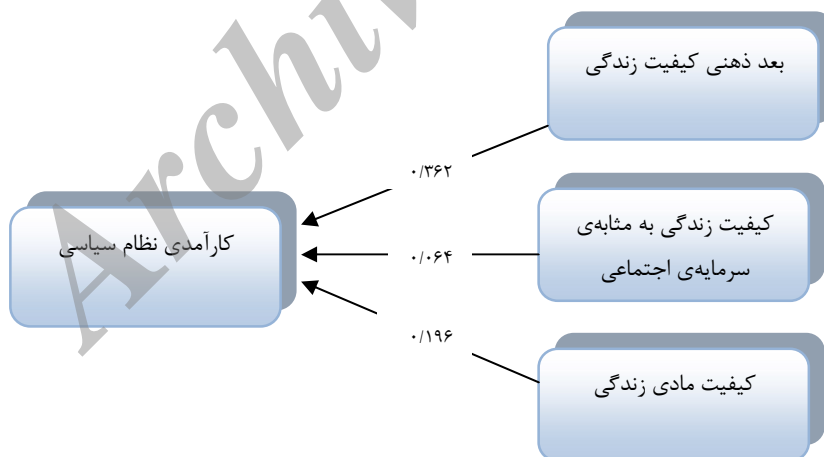 بعد ذهنی کیفیت زندگی
۰/۳۶۲
کیفیت زندگی به مثابه‌ی
سرمایه‌ی اجتماعی
کارآمدی نظام سیاسی
۰/۰۶۴
۰/۱۹۶
کیفیت مادی زندگی
Archiv